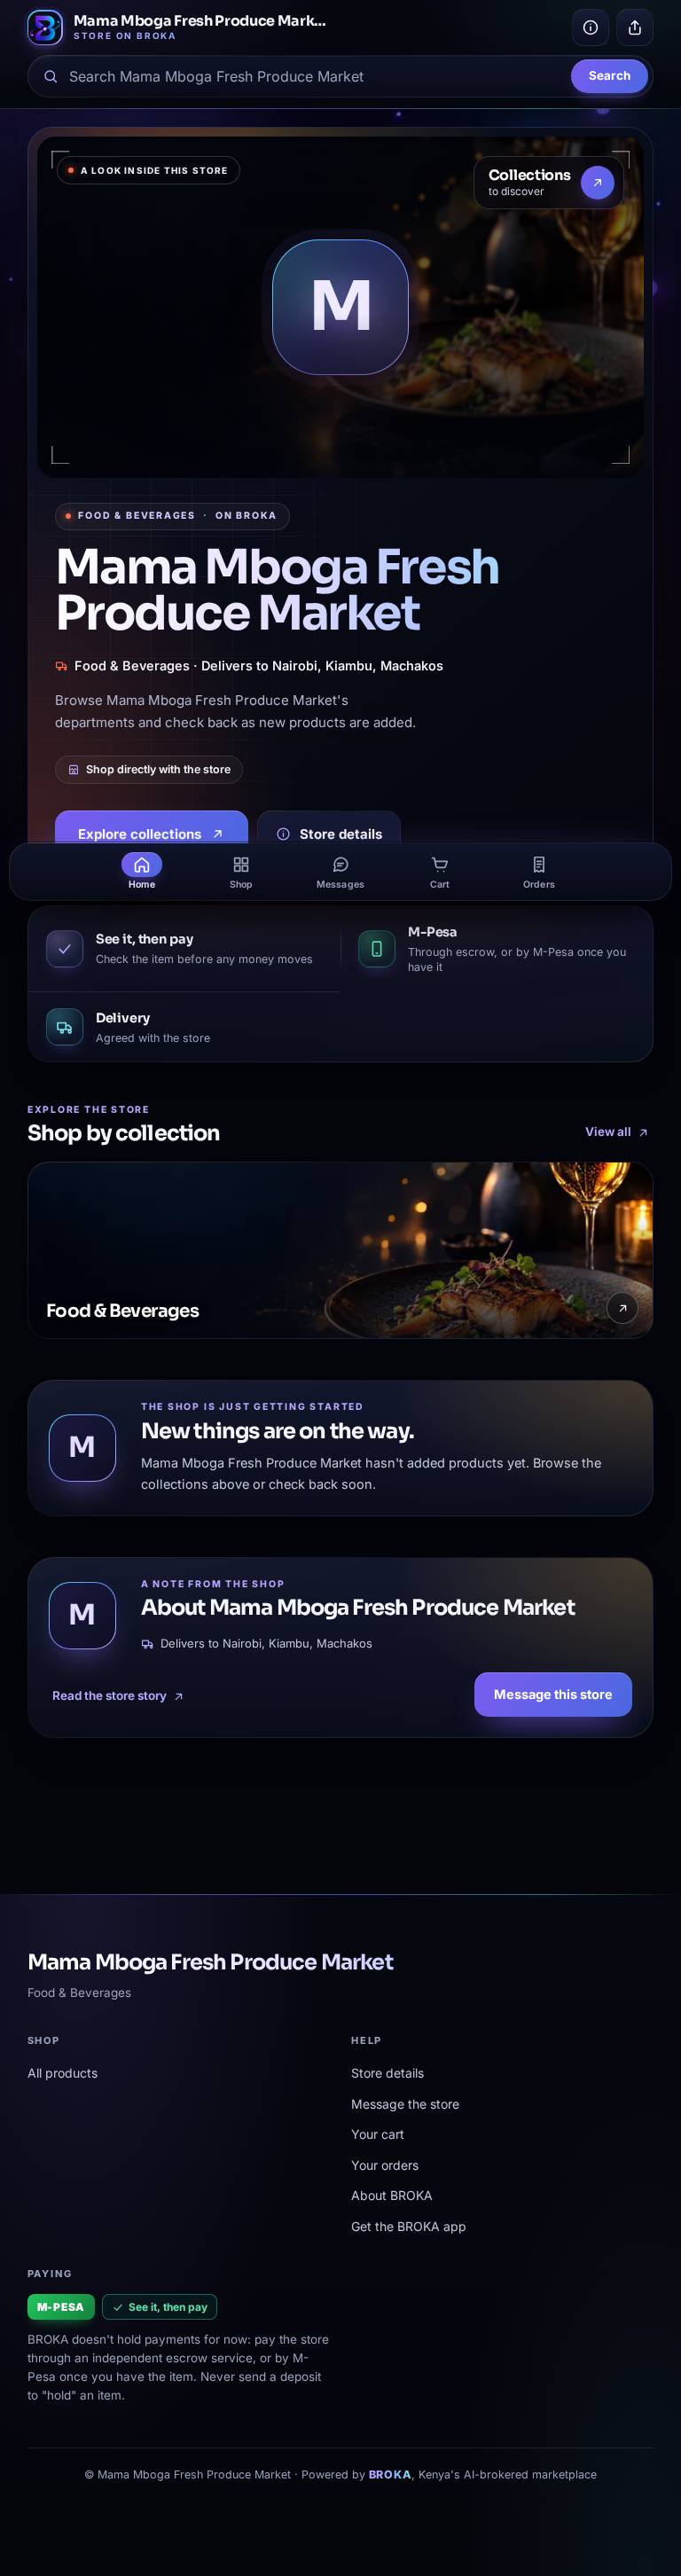 Mama Mboga Fresh Produce Mark...
STORE ON BROKA
Search Mama Mboga Fresh Produce Market
Search
A LOOK INSIDE THIS STORE
Collections
to discover
M
FOOD & BEVERAGES · ON BROKA
Mama Mboga Fresh
Produce Market
Food & Beverages · Delivers to Nairobi, Kiambu, Machakos
Browse Mama Mboga Fresh Produce Market's
departments and check back as new products are added.
Shop directly with the store
Explore collections
Store details
Home
Shop
Messages
Cart
Orders
See it, then pay
Check the item before any money moves
M-Pesa
Through escrow, or by M-Pesa once you
have it
Delivery
Agreed with the store
EXPLORE THE STORE
Shop by collection
View all
Food & Beverages
M
THE SHOP IS JUST GETTING STARTED
New things are on the way.
Mama Mboga Fresh Produce Market hasn't added products yet. Browse the
collections above or check back soon.
M
A NOTE FROM THE SHOP
About Mama Mboga Fresh Produce Market
Delivers to Nairobi, Kiambu, Machakos
Read the store story
Message this store
Mama Mboga Fresh Produce Market
Food & Beverages
SHOP
All products
HELP
Store details
Message the store
Your cart
Your orders
About BROKA
Get the BROKA app
PAYING
M-PESA
See it, then pay
BROKA doesn't hold payments for now: pay the store
through an independent escrow service, or by M-
Pesa once you have the item. Never send a deposit
to "hold" an item.
© Mama Mboga Fresh Produce Market · Powered by BROKA, Kenya's AI-brokered marketplace